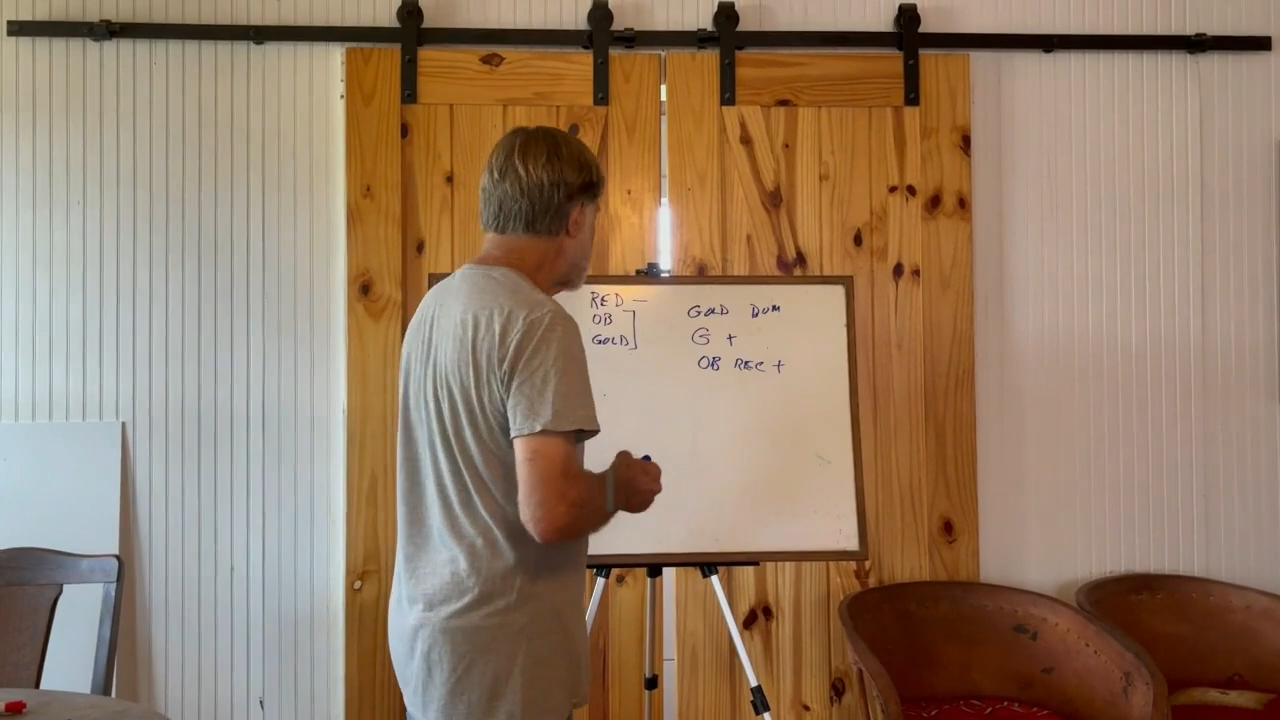 RED —
OB
GOLD
GOLD DOM
G +
OB REC +